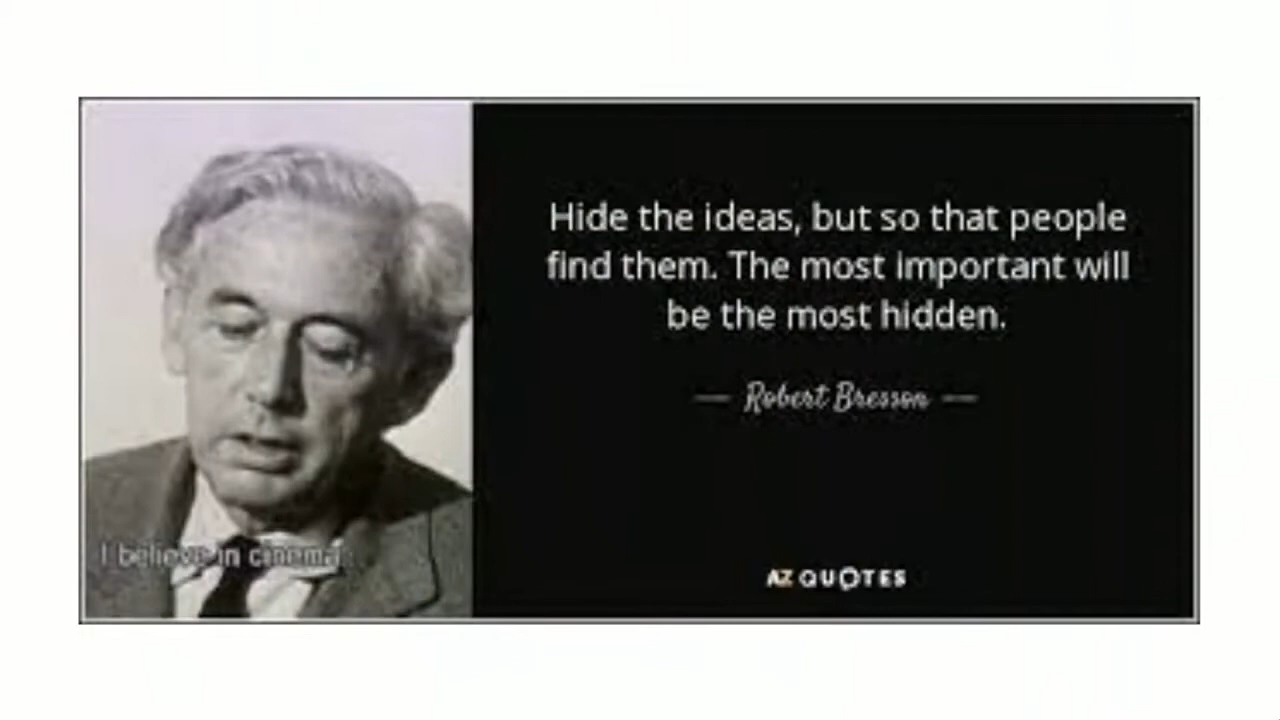 Hide the ideas, but so that people
find them. The most important will
be the most hidden.
— Robert Bresson —
I believe in cinema.
AZ QUOTES